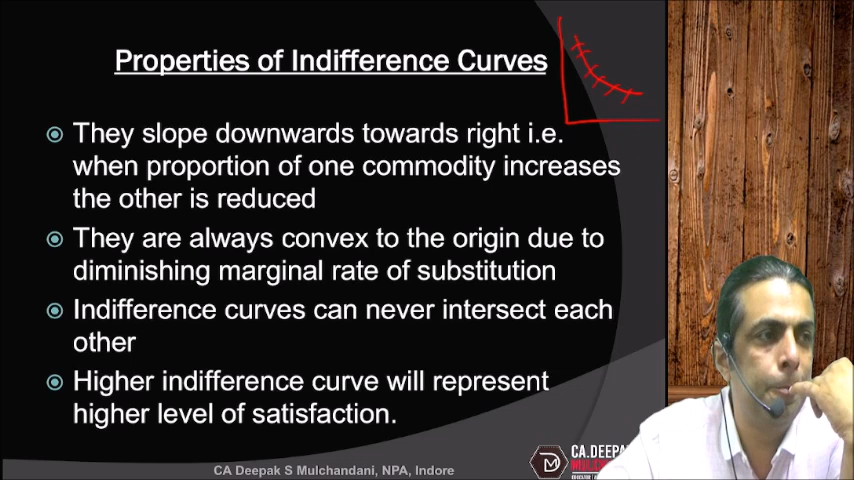 Properties of Indifference Curves
They slope downwards towards right i.e.
when proportion of one commodity increases
the other is reduced
They are always convex to the origin due to
diminishing marginal rate of substitution
Indifference curves can never intersect each
other
Higher indifference curve will represent
higher level of satisfaction.
CA Deepak S Mulchandani, NPA, Indore
CA.DEEPA